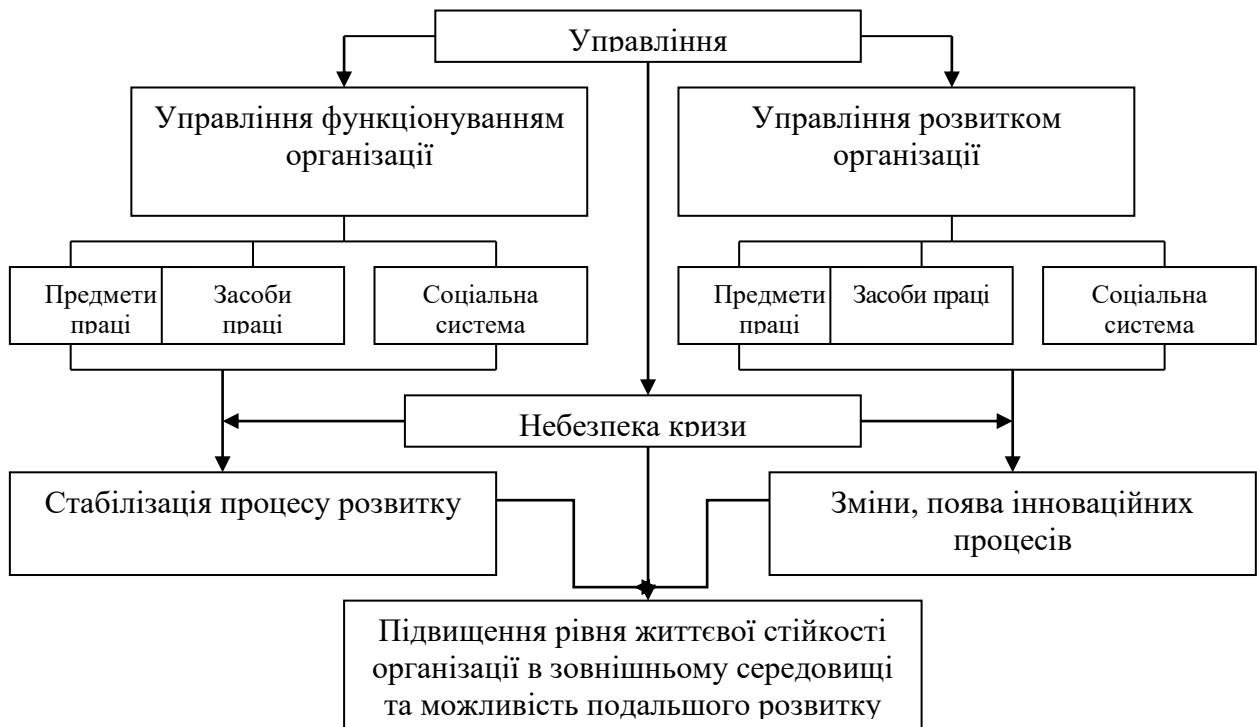 Управління
Управління функціонуванням
організації
Управління розвитком
організації
Предмети
праці
Засоби
праці
Соціальна
система
Предмети
праці
Засоби праці
Соціальна
система
Небезпека кризи
Стабілізація процесу розвитку
Зміни, поява інноваційних
процесів
Підвищення рівня життєвої стійкості
організації в зовнішньому середовищі
та можливість подальшого розвитку